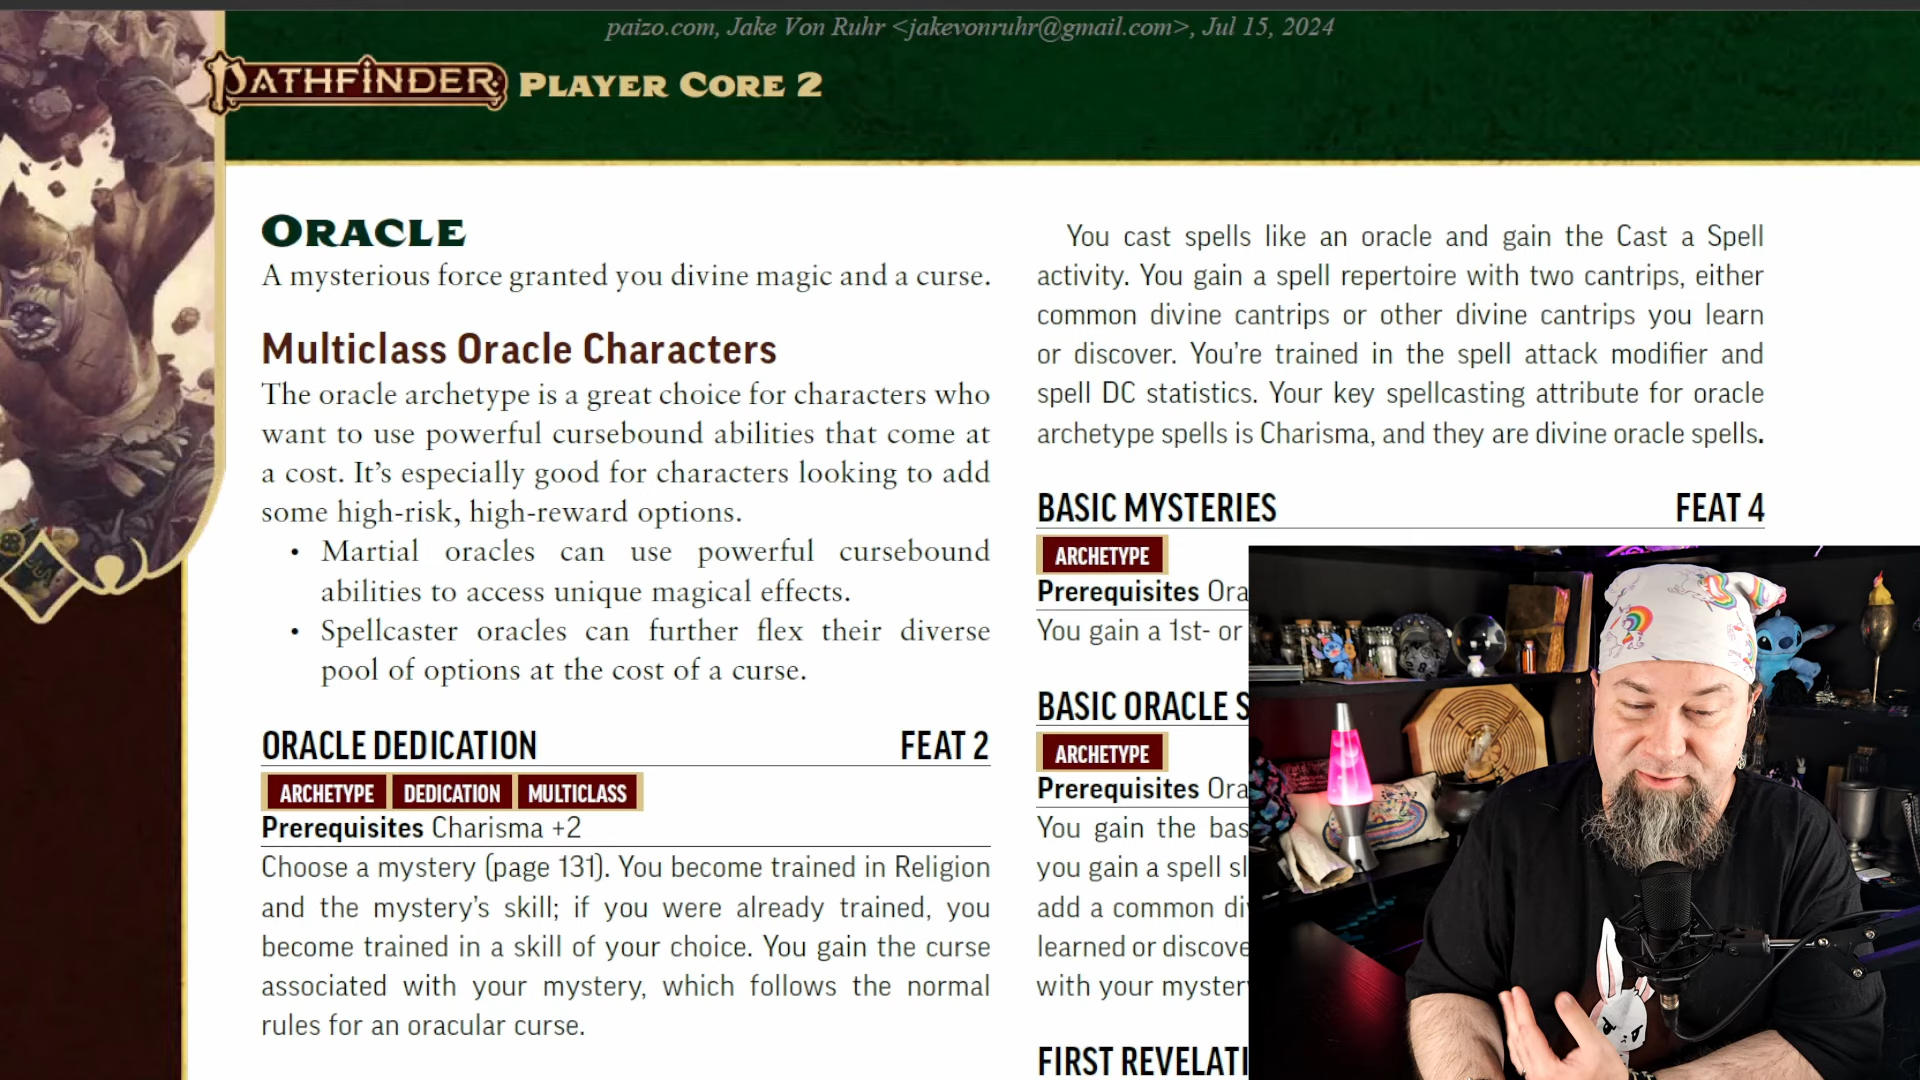 paizo.com, Jake Von Ruhr <jakevonruhr@gmail.com>, Jul 15, 2024
PATHFINDER PLAYER CORE 2
ORACLE
A mysterious force granted you divine magic and a curse.
Multiclass Oracle Characters
The oracle archetype is a great choice for characters who
want to use powerful cursebound abilities that come at
a cost. It's especially good for characters looking to add
some high-risk, high-reward options.
• Martial oracles can use powerful cursebound
abilities to access unique magical effects.
• Spellcaster oracles can further flex their diverse
pool of options at the cost of a curse.
ORACLE DEDICATION FEAT 2
ARCHETYPE DEDICATION MULTICLASS
Prerequisites Charisma +2
Choose a mystery (page 131). You become trained in Religion
and the mystery's skill; if you were already trained, you
become trained in a skill of your choice. You gain the curse
associated with your mystery, which follows the normal
rules for an oracular curse.
You cast spells like an oracle and gain the Cast a Spell
activity. You gain a spell repertoire with two cantrips, either
common divine cantrips or other divine cantrips you learn
or discover. You're trained in the spell attack modifier and
spell DC statistics. Your key spellcasting attribute for oracle
archetype spells is Charisma, and they are divine oracle spells.
BASIC MYSTERIES FEAT 4
ARCHETYPE
Prerequisites Ora
You gain a 1st- or
BASIC ORACLE S
ARCHETYPE
Prerequisites Ora
You gain the bas
you gain a spell sl
add a common di
learned or discove
with your myster
FIRST REVELATI